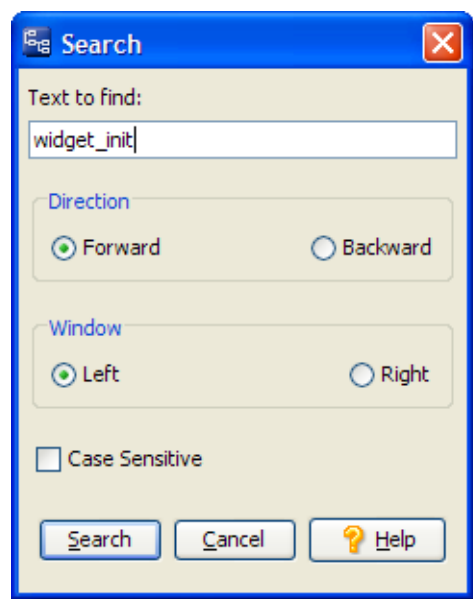 Search
Text to find:
widget_init
Direction
Forward Backward
Window
Left Right
Case Sensitive
Search Cancel Help